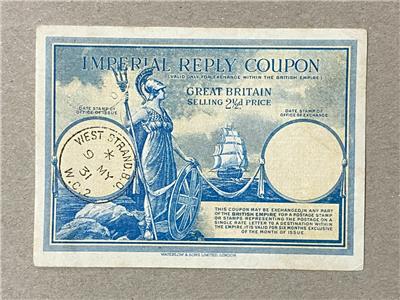 IMPERIAL REPLY COUPON
(VALID ONLY FOR EXCHANGE WITHIN THE BRITISH EMPIRE)
GREAT BRITAIN
SELLING 2½d. PRICE
DATE STAMP OF
OFFICE OF ISSUE
DATE STAMP OF
OFFICE OF EXCHANGE.
WEST STRAND B.O.
*
9 MY
31
W.C.2
THIS COUPON MAY BE EXCHANGED IN ANY PART
OF THE BRITISH EMPIRE FOR A POSTAGE STAMP
OR STAMPS REPRESENTING THE POSTAGE ON
A SINGLE RATE LETTER TO A DESTINATION WITHIN
THE EMPIRE. IT IS VALID FOR SIX MONTHS EXCLUSIVE
OF THE MONTH OF ISSUE.
WATERLOW & SONS LIMITED, LONDON